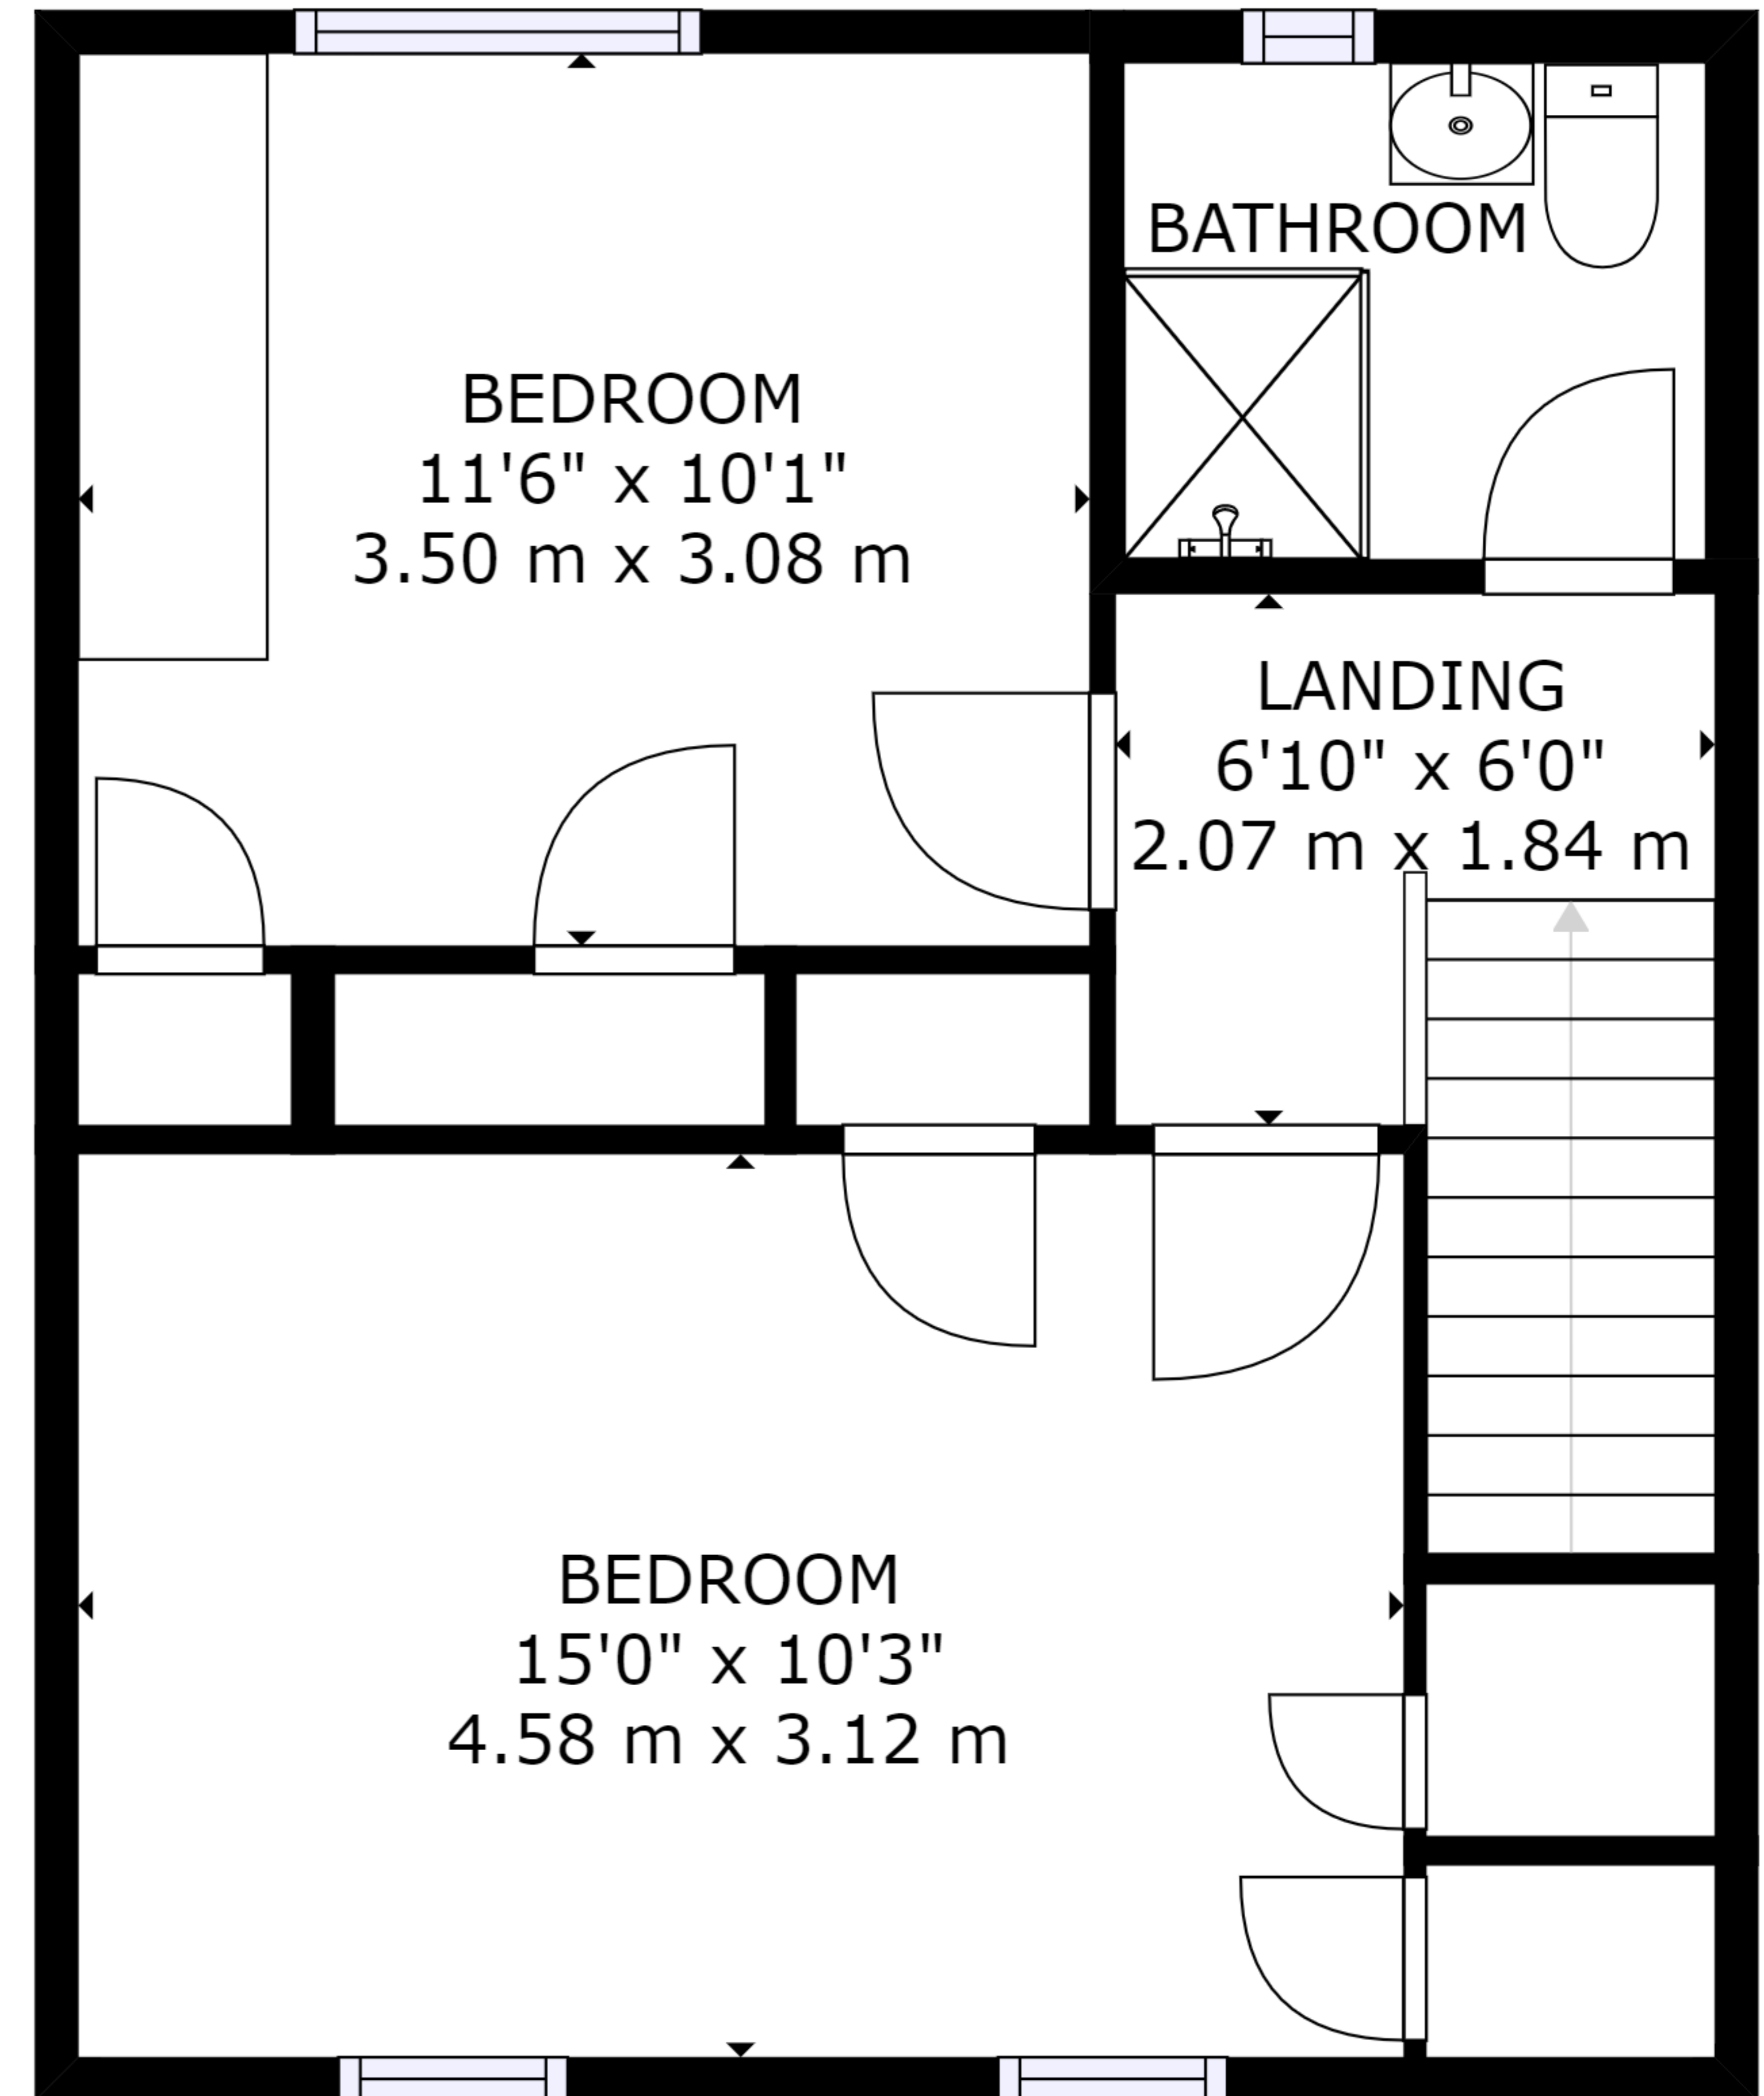 BATHROOM
BEDROOM
11'6" x 10'1"
3.50 m x 3.08 m
LANDING
6'10" x 6'0"
2.07 m x 1.84 m
BEDROOM
15'0" x 10'3"
4.58 m x 3.12 m